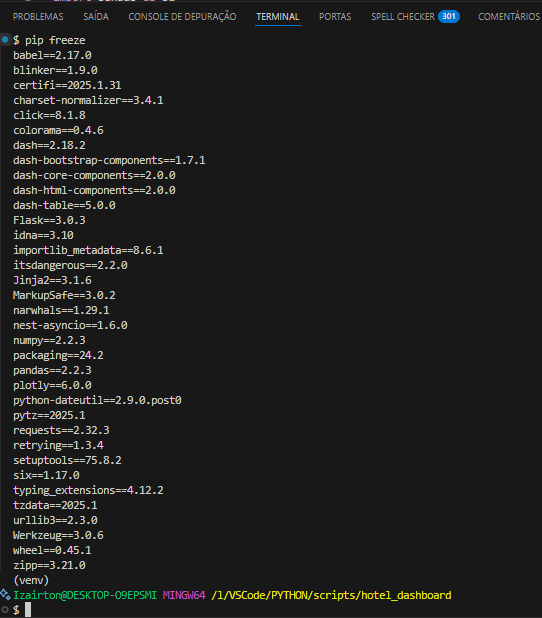 PROBLEMAS SAÍDA CONSOLE DE DEPURAÇÃO TERMINAL PORTAS SPELL CHECKER 301 COMENTÁRIOS
$ pip freeze
babel==2.17.0
blinker==1.9.0
certifi==2025.1.31
charset-normalizer==3.4.1
click==8.1.8
colorama==0.4.6
dash==2.18.2
dash-bootstrap-components==1.7.1
dash-core-components==2.0.0
dash-html-components==2.0.0
dash-table==5.0.0
Flask==3.0.3
idna==3.10
importlib_metadata==8.6.1
itsdangerous==2.2.0
Jinja2==3.1.6
MarkupSafe==3.0.2
narwhals==1.29.1
nest-asyncio==1.6.0
numpy==2.2.3
packaging==24.2
pandas==2.2.3
plotly==6.0.0
python-dateutil==2.9.0.post0
pytz==2025.1
requests==2.32.3
retrying==1.3.4
setuptools==75.8.2
six==1.17.0
typing_extensions==4.12.2
tzdata==2025.1
urllib3==2.3.0
Werkzeug==3.0.6
wheel==0.45.1
zipp==3.21.0
(venv)
Izairton@DESKTOP-O9EPSMI MINGW64 /l/VSCode/PYTHON/scripts/hotel_dashboard
$